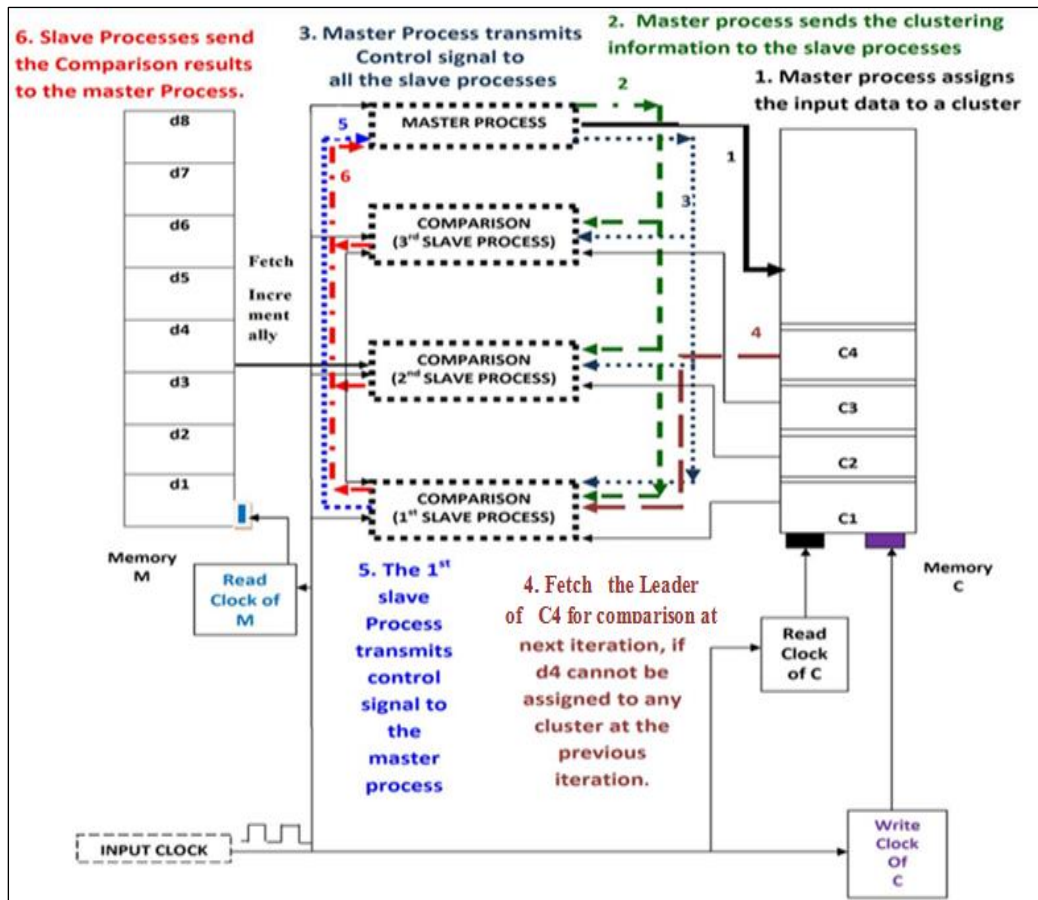 6. Slave Processes send
the Comparison results
to the master Process.
3. Master Process transmits
Control signal to
all the slave processes
2. Master process sends the clustering
information to the slave processes
1. Master process assigns
the input data to a cluster
d8
d7
d6
d5
d4
d3
d2
d1
Memory
M
Read
Clock of
M
Fetch
Incre
ment
ally
5
6
2
1
3
4
MASTER PROCESS
COMPARISON
(3rd SLAVE PROCESS)
COMPARISON
(2nd SLAVE PROCESS)
COMPARISON
(1st SLAVE PROCESS)
C4
C3
C2
C1
Memory
C
5. The 1st
slave
Process
transmits
control
signal to
the
master
process
4. Fetch the Leader
of C4 for comparison at
next iteration, if
d4 cannot be
assigned to any
cluster at the
previous
iteration.
Read
Clock
of C
INPUT CLOCK
Write
Clock
Of
C